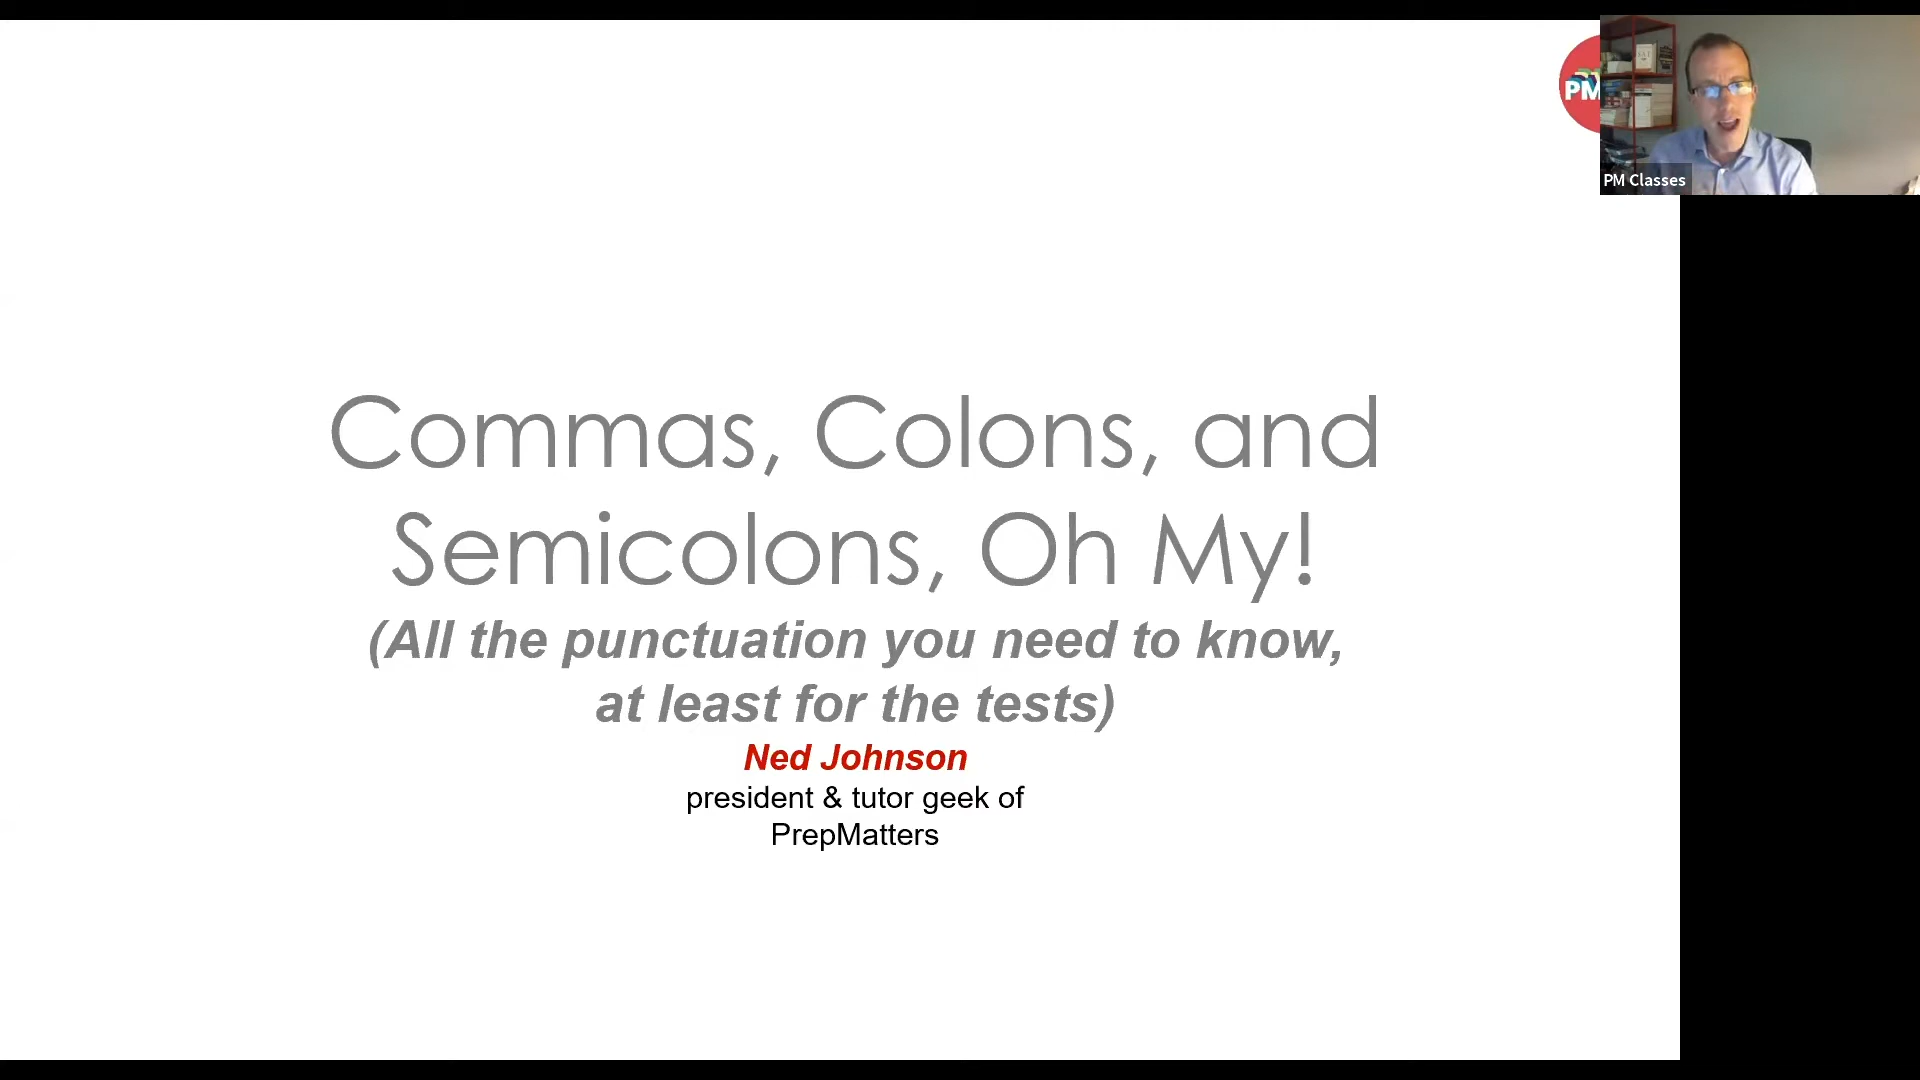 PM
PM Classes
Commas, Colons, and
Semicolons, Oh My!
(All the punctuation you need to know,
at least for the tests)
Ned Johnson
president & tutor geek of
PrepMatters